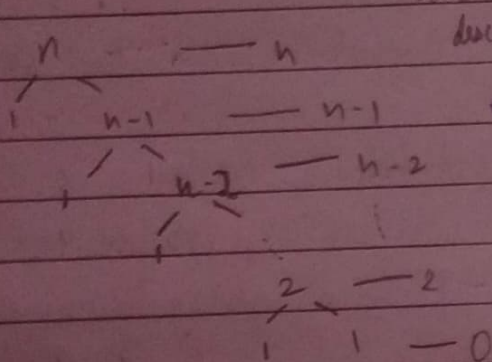 n — n
1 n-1 — n-1
1 n-2 — n-2
1
2 — 2
1 1 — 0